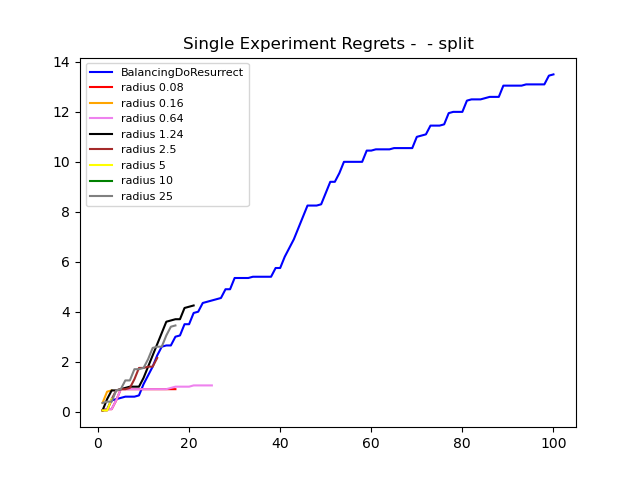 Single Experiment Regrets -  - split
14
12
10
8
6
4
2
0
BalancingDoResurrect
radius 0.08
radius 0.16
radius 0.64
radius 1.24
radius 2.5
radius 5
radius 10
radius 25
0 20 40 60 80 100